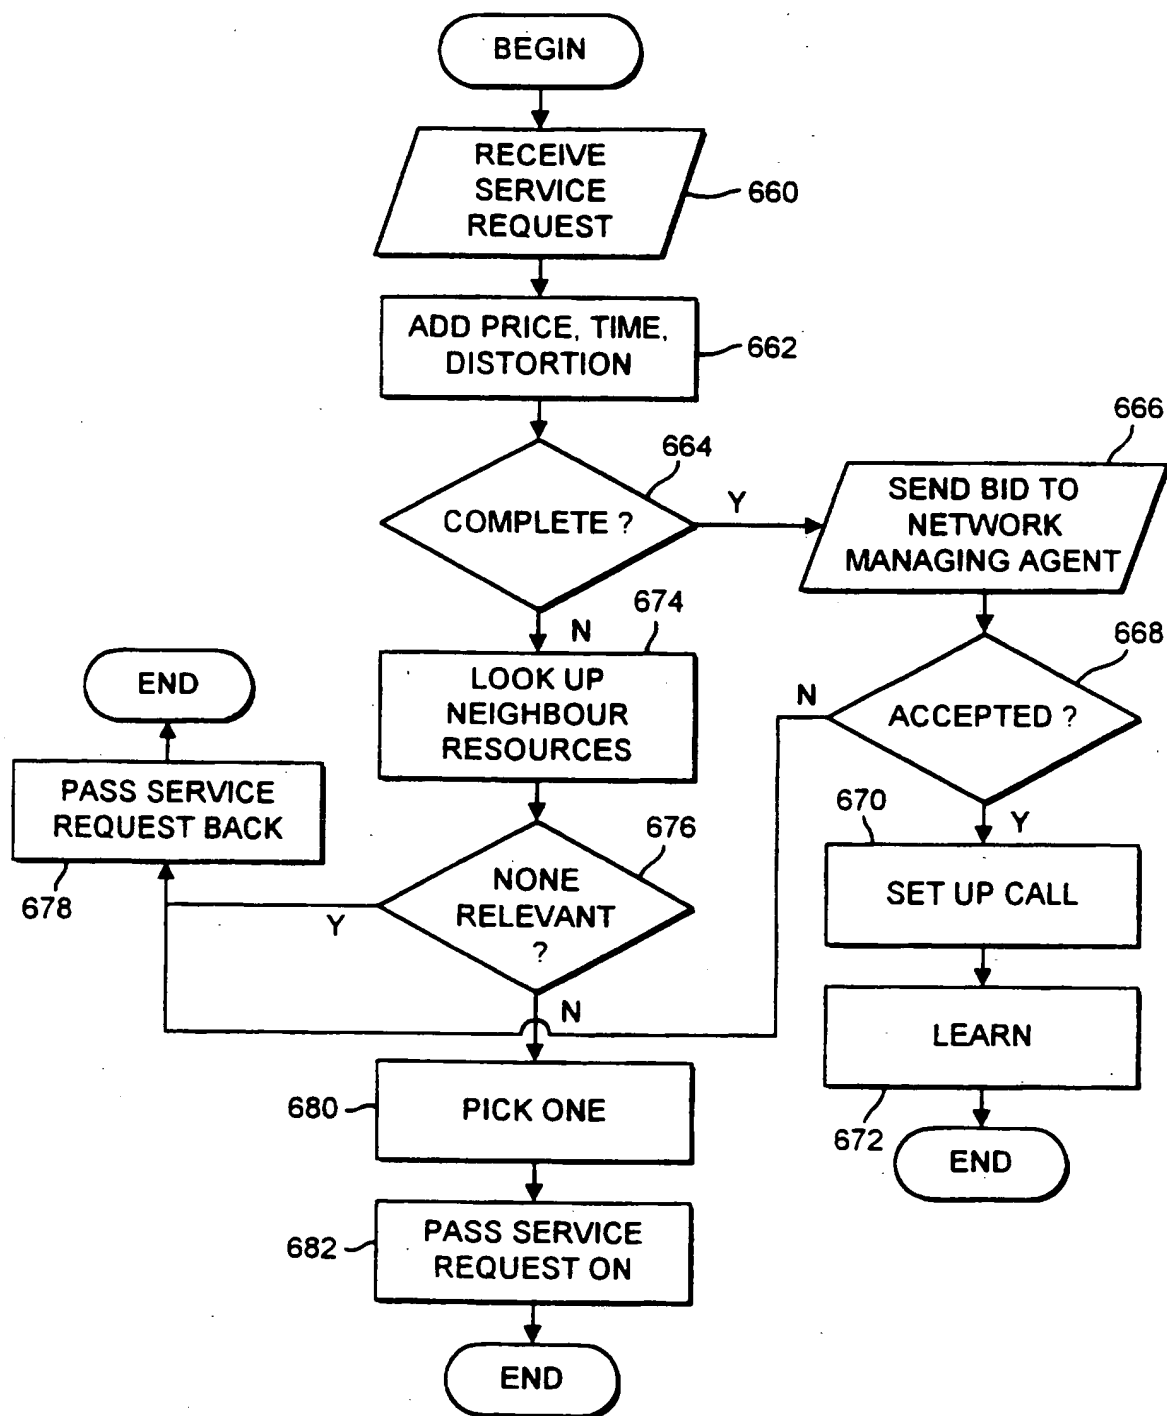 BEGIN
RECEIVE
SERVICE
REQUEST
660
ADD PRICE, TIME,
DISTORTION
662
664
COMPLETE ?
Y
N
666
SEND BID TO
NETWORK
MANAGING AGENT
668
ACCEPTED ?
N
Y
670
SET UP CALL
LEARN
672
END
674
LOOK UP
NEIGHBOUR
RESOURCES
676
NONE
RELEVANT
?
Y
N
END
PASS SERVICE
REQUEST BACK
678
680
PICK ONE
682
PASS SERVICE
REQUEST ON
END